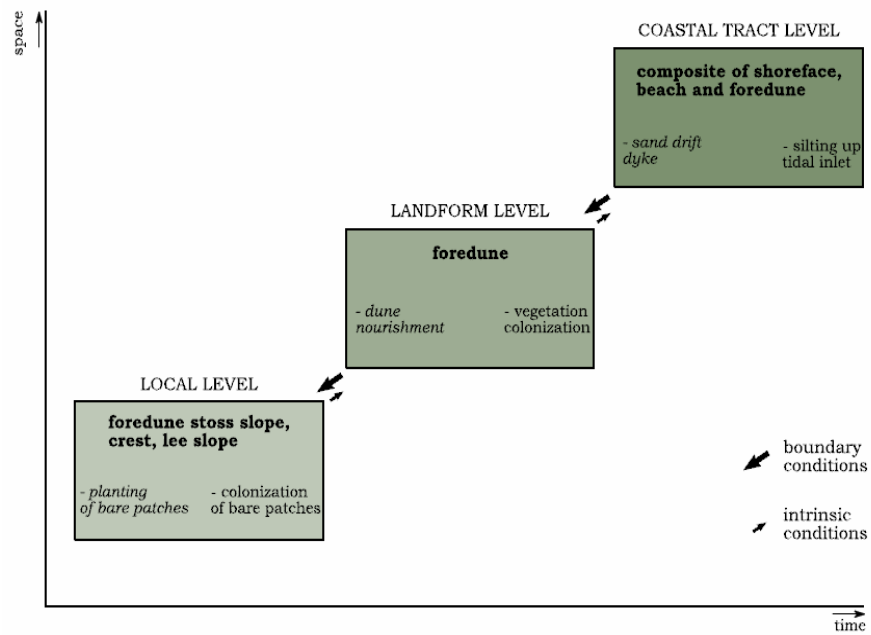 space
COASTAL TRACT LEVEL
composite of shoreface,
beach and foredune
- sand drift
dyke
- silting up
tidal inlet
LANDFORM LEVEL
foredune
- dune
nourishment
- vegetation
colonization
LOCAL LEVEL
foredune stoss slope,
crest, lee slope
- planting
of bare patches
- colonization
of bare patches
boundary
conditions
intrinsic
conditions
time